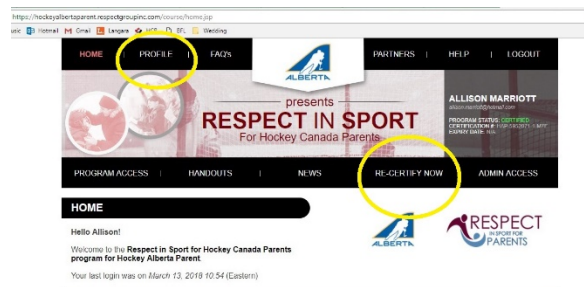 https://hockeyalbertaparent.respectgroupinc.com/course/home.jsp
Hotmail Gmail Langara HCR EFL Wedding
HOME | PROFILE | FAQ's PARTNERS | HELP | LOGOUT
ALBERTA
presents
RESPECT IN SPORT
For Hockey Canada Parents
ALLISON MARRIOTT
PROGRAM STATUS: CERTIFIED
CERTIFICATION #:
EXPIRY DATE: N/A
PROGRAM ACCESS | HANDOUTS | NEWS RE-CERTIFY NOW ADMIN ACCESS
HOME
Hello Allison!
Welcome to the Respect in Sport for Hockey Canada Parents
program for Hockey Alberta Parent.
Your last login was on March 13, 2018 10:54 (Eastern)
ALBERTA
RESPECT
IN SPORT FOR
PARENTS